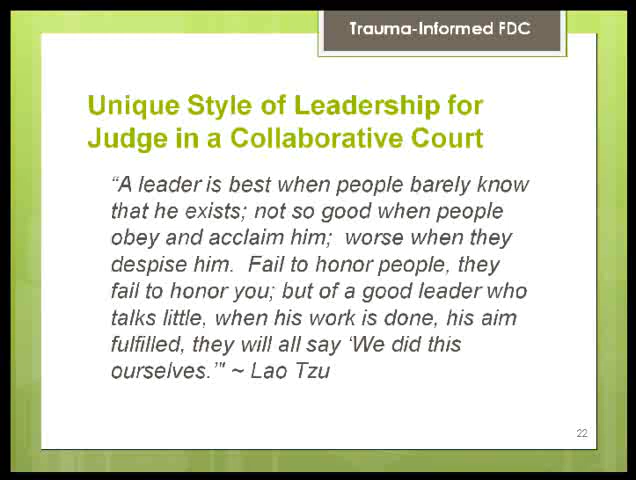 Trauma-Informed FDC
Unique Style of Leadership for
Judge in a Collaborative Court
“A leader is best when people barely know
that he exists; not so good when people
obey and acclaim him;  worse when they
despise him.  Fail to honor people, they
fail to honor you; but of a good leader who
talks little, when his work is done, his aim
fulfilled, they will all say ‘We did this
ourselves.’" ~ Lao Tzu
22